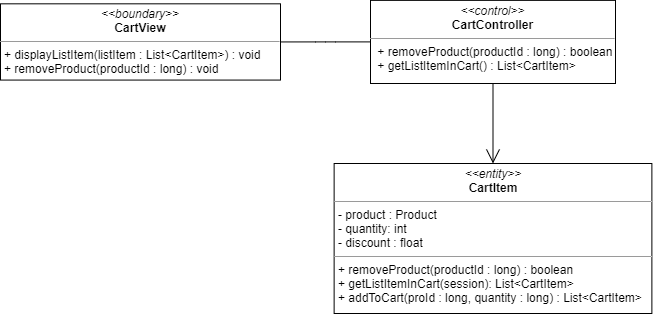 <<boundary>>
CartView
+ displayListItem(listItem : List<CartItem>) : void
+ removeProduct(productId : long) : void
<<control>>
CartController
+ removeProduct(productId : long) : boolean
+ getListItemInCart() : List<CartItem>
<<entity>>
CartItem
- product : Product
- quantity: int
- discount : float
+ removeProduct(productId : long) : boolean
+ getListItemInCart(session): List<CartItem>
+ addToCart(proId : long, quantity : long) : List<CartItem>